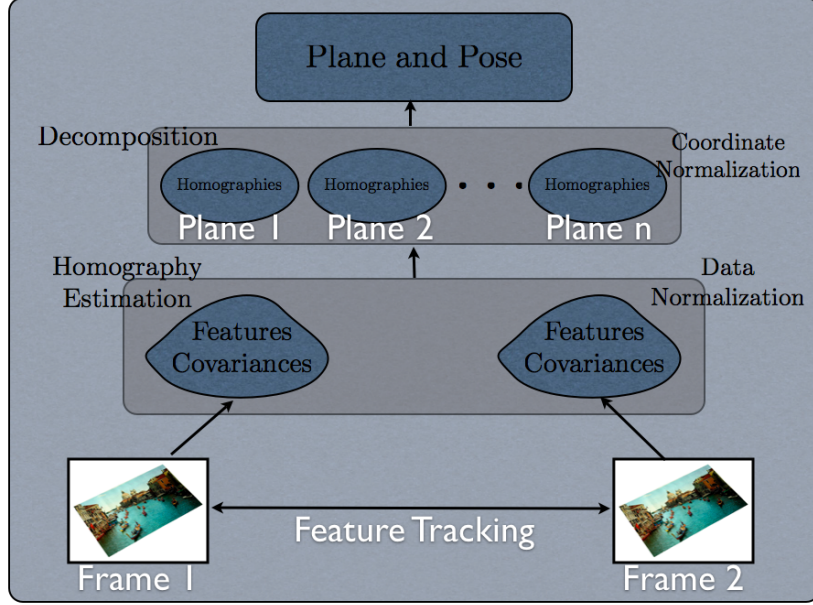 Plane and Pose
Decomposition
Coordinate
Normalization
Homographies
Homographies
. . .
Homographies
Plane 1
Plane 2
Plane n
Homography
Estimation
Data
Normalization
Features
Covariances
Features
Covariances
Feature Tracking
Frame 1
Frame 2